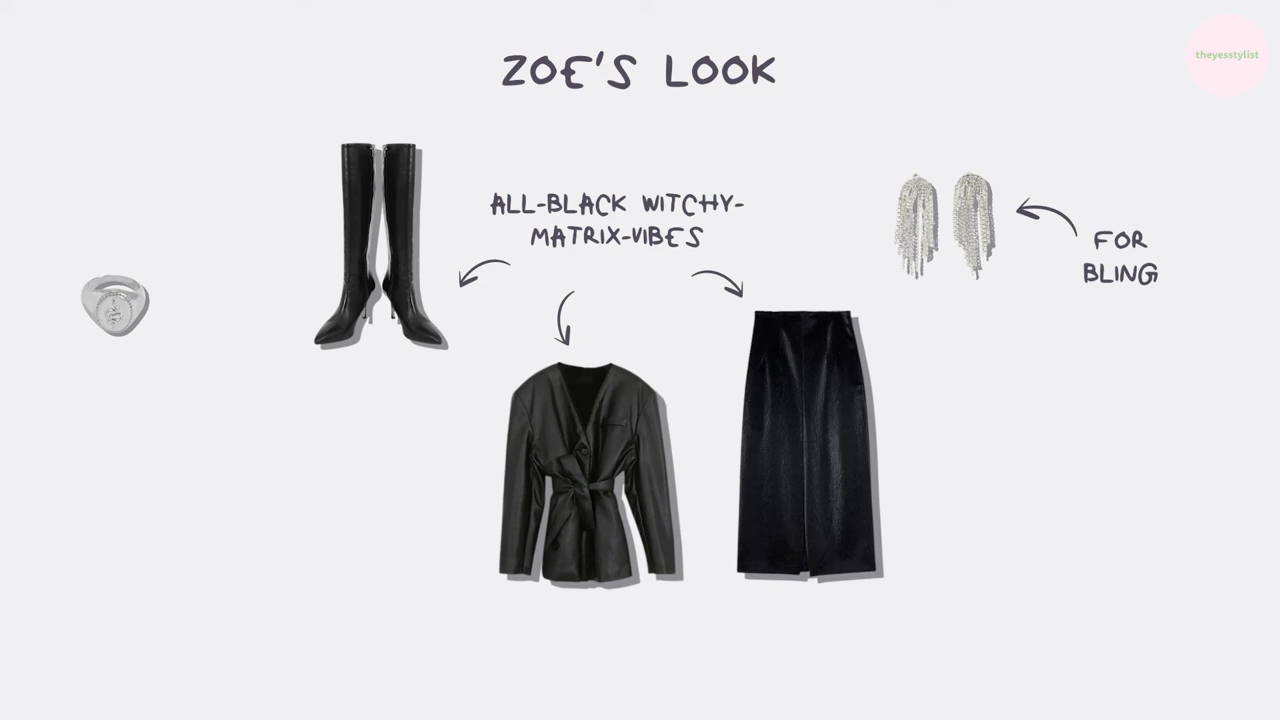 ZOE'S LOOK
theyesstylist
ALL-BLACK WITCHY-
MATRIX-VIBES
FOR
BLING